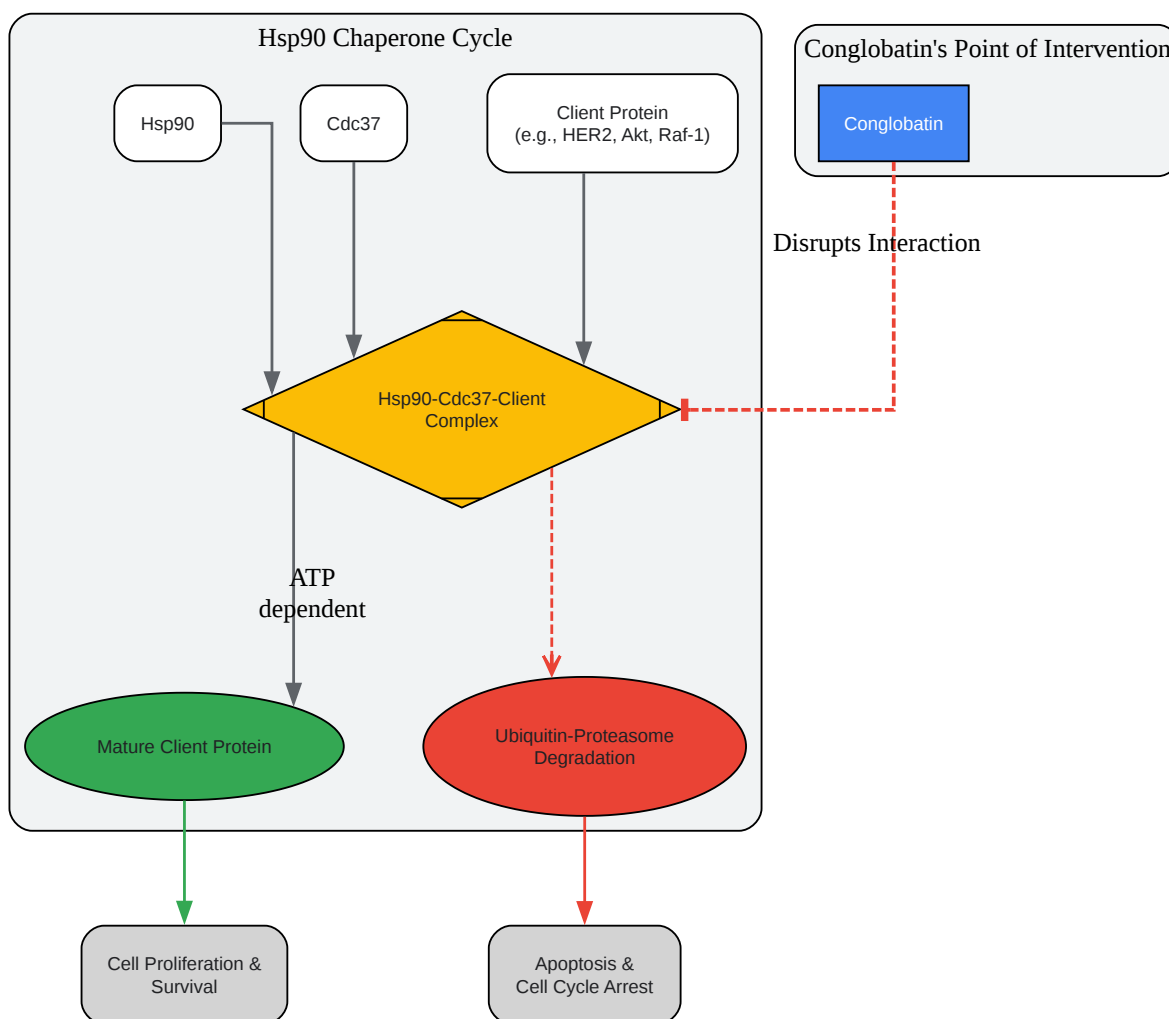 Hsp90 Chaperone Cycle
Conglobatin's Point of Intervention
Hsp90
Cdc37
Client Protein
(e.g., HER2, Akt, Raf-1)
Conglobatin
Disrupts Interaction
Hsp90-Cdc37-Client
Complex
ATP
dependent
Mature Client Protein
Ubiquitin-Proteasome
Degradation
Cell Proliferation &
Survival
Apoptosis &
Cell Cycle Arrest